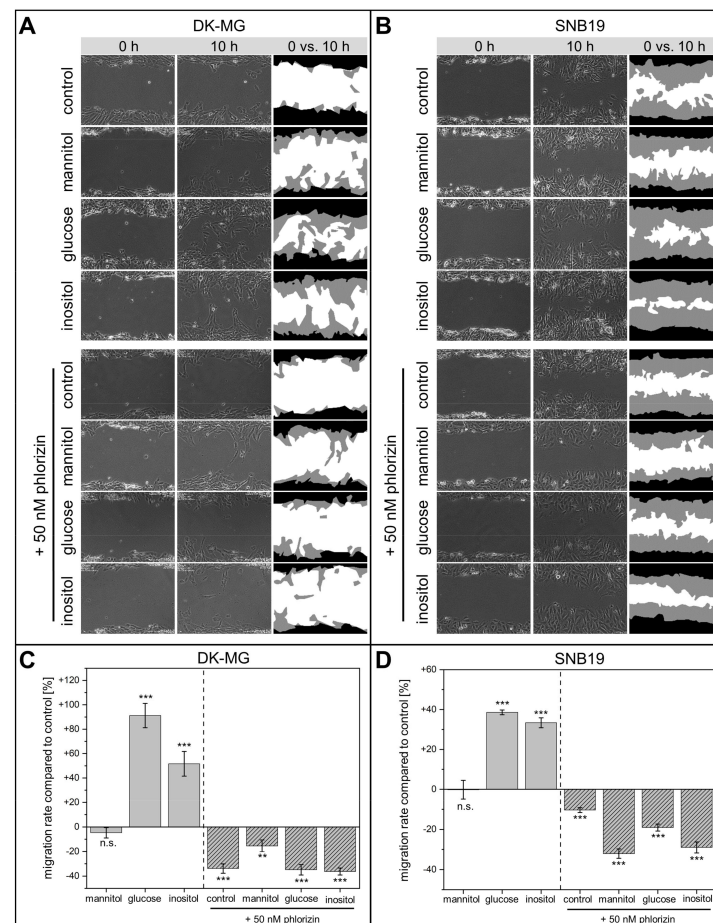 A
DK-MG
0 h
10 h
0 vs. 10 h
control
mannitol
glucose
inositol
+ 50 nM phlorizin
control
mannitol
glucose
inositol
B
SNB19
0 h
10 h
0 vs. 10 h
control
mannitol
glucose
inositol
+ 50 nM phlorizin
control
mannitol
glucose
inositol
C
DK-MG
migration rate compared to control [%]
+120
+100
+80
+60
+40
+20
0
-20
-40
n.s.
***
***
***
**
***
***
mannitol glucose inositol control mannitol glucose inositol
+ 50 nM phlorizin
D
SNB19
migration rate compared to control [%]
+60
+40
+20
0
-20
-40
n.s.
***
***
***
***
***
***
mannitol glucose inositol control mannitol glucose inositol
+ 50 nM phlorizin